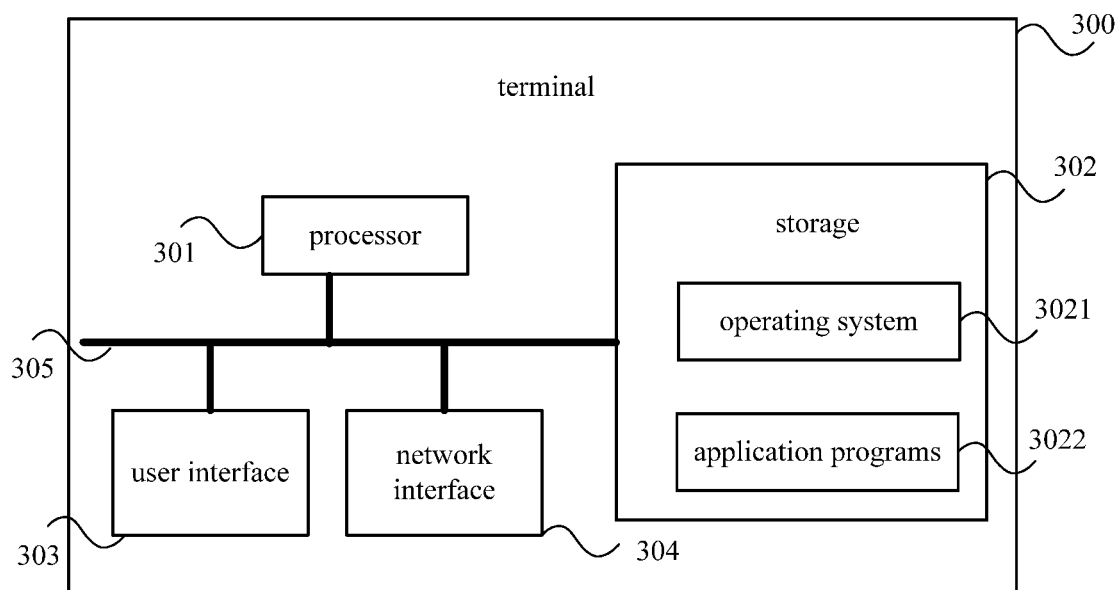 300
terminal
302
storage
processor
301
operating system
3021
305
user interface
network
interface
application programs
3022
303
304